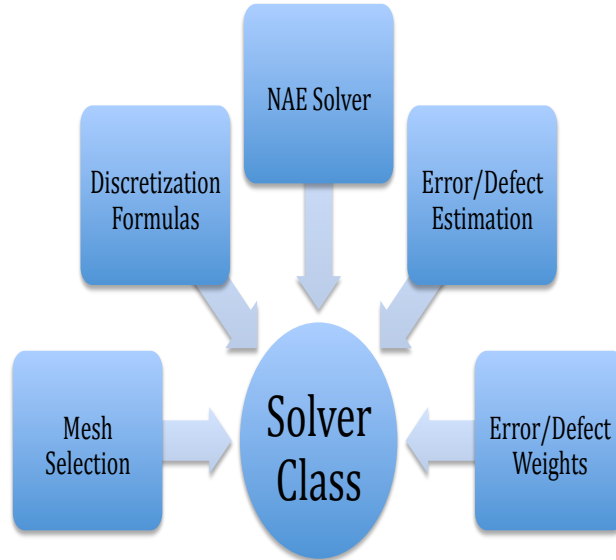 NAE Solver
Discretization
Formulas
Error/Defect
Estimation
Mesh
Selection
Solver
Class
Error/Defect
Weights